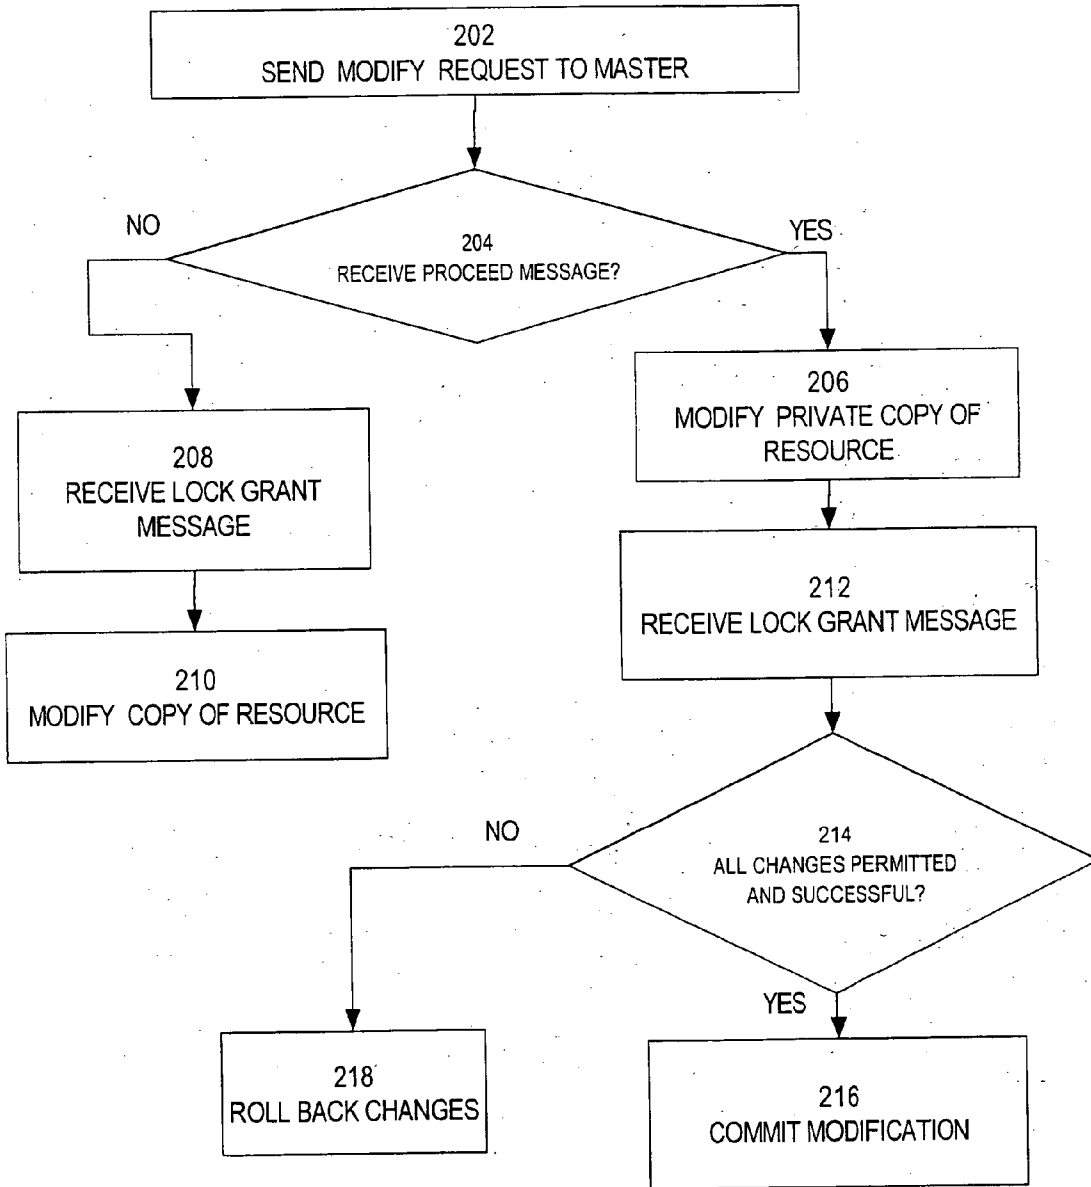 202
SEND MODIFY REQUEST TO MASTER
NO
YES
204
RECEIVE PROCEED MESSAGE?
206
MODIFY PRIVATE COPY OF
RESOURCE
208
RECEIVE LOCK GRANT
MESSAGE
212
RECEIVE LOCK GRANT MESSAGE
210
MODIFY COPY OF RESOURCE
NO
214
ALL CHANGES PERMITTED
AND SUCCESSFUL?
YES
218
ROLL BACK CHANGES
216
COMMIT MODIFICATION